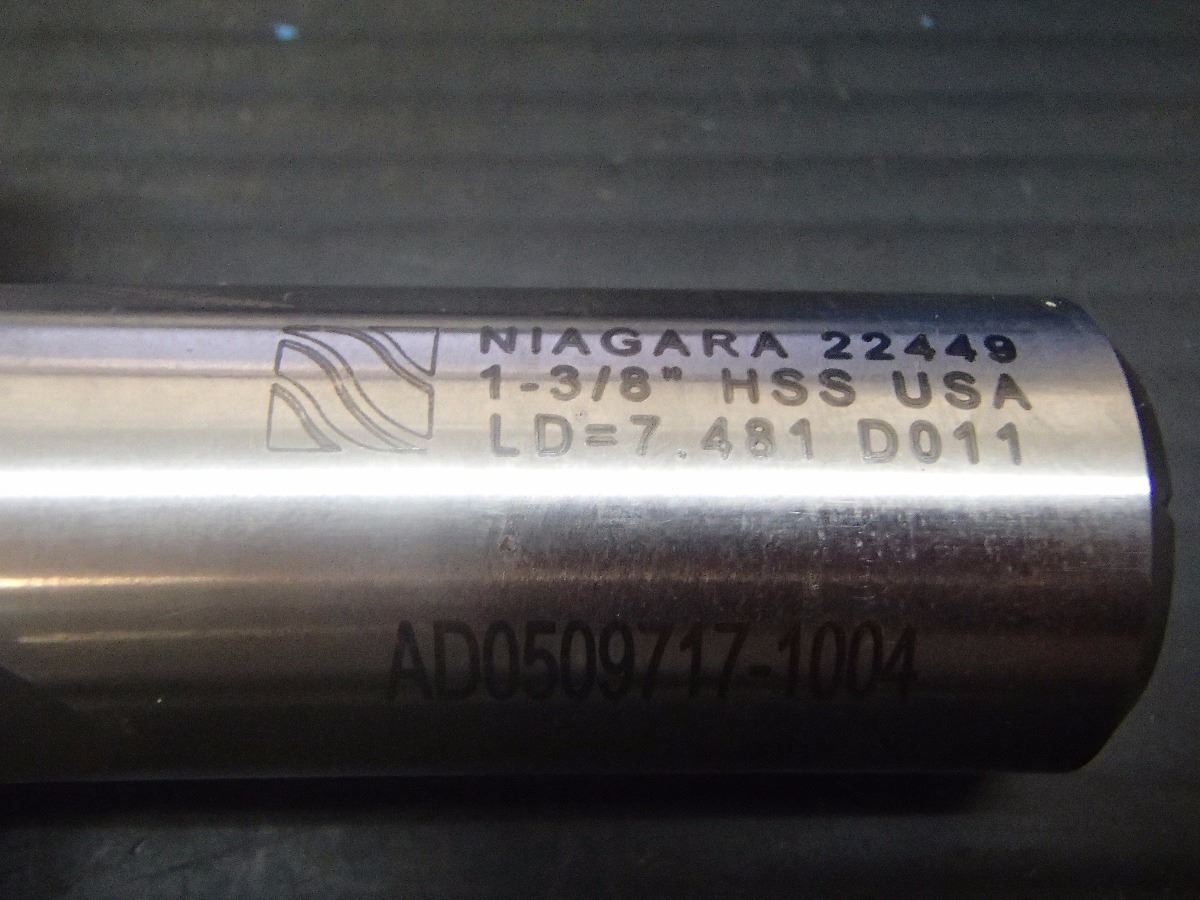 NIAGARA 22449
1-3/8" HSS USA
LD=7.481 D011
AD0509717-1004